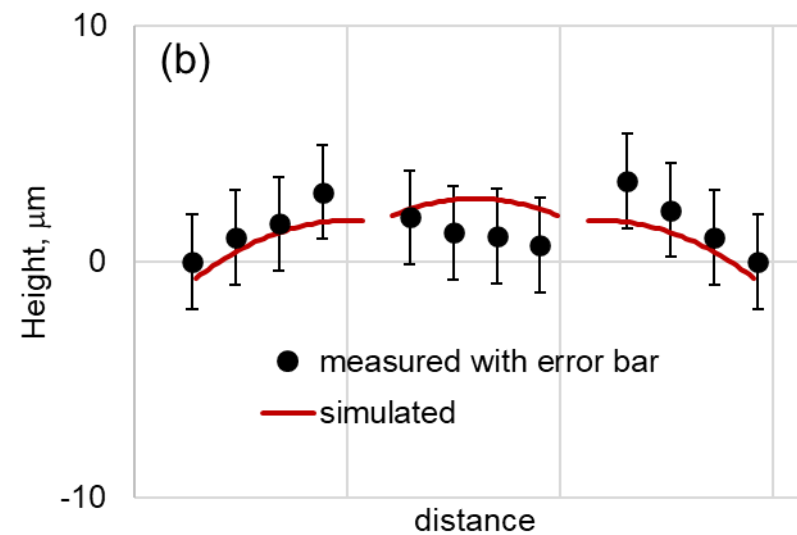 10
(b)
Height, μm
0
measured with error bar
simulated
-10
distance